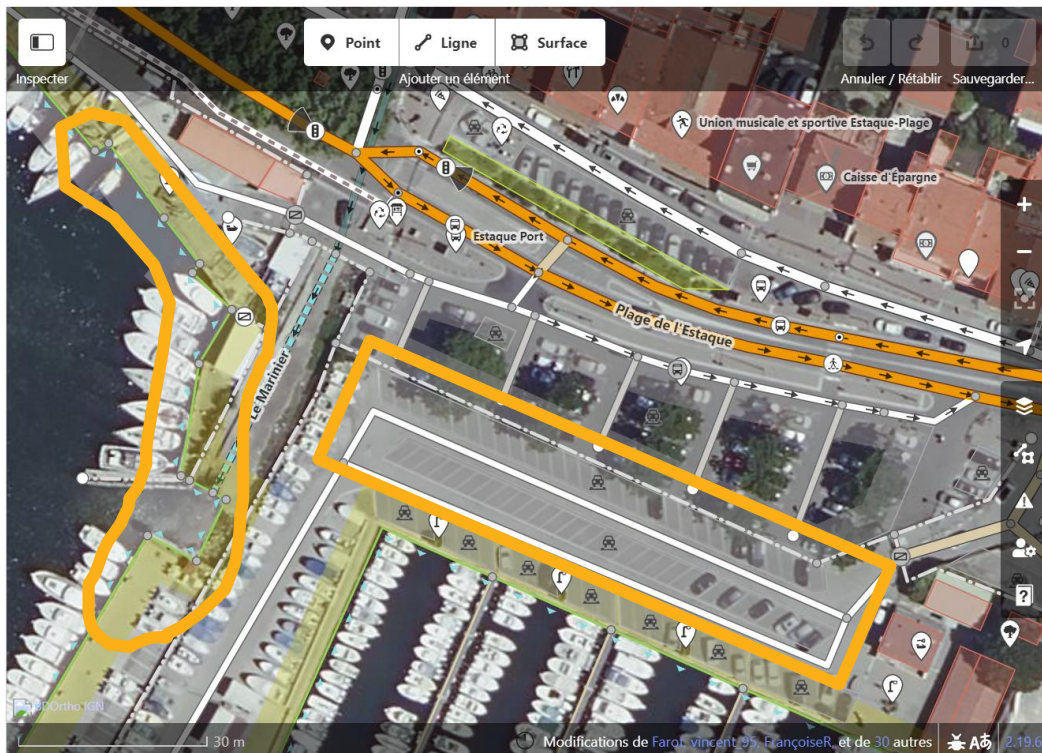 Point
Ligne
Surface
0
Inspecter
Ajouter un élément
Annuler / Rétablir
Sauvegarder...
Union musicale et sportive Estaque-Plage
Caisse d'Épargne
Estaque Port
Plage de l'Estaque
Le Marinier
BDOrtho IGN
30 m
Modifications de Farot, vincent_95, FrançoiseR, et de 30 autres
2.19.6